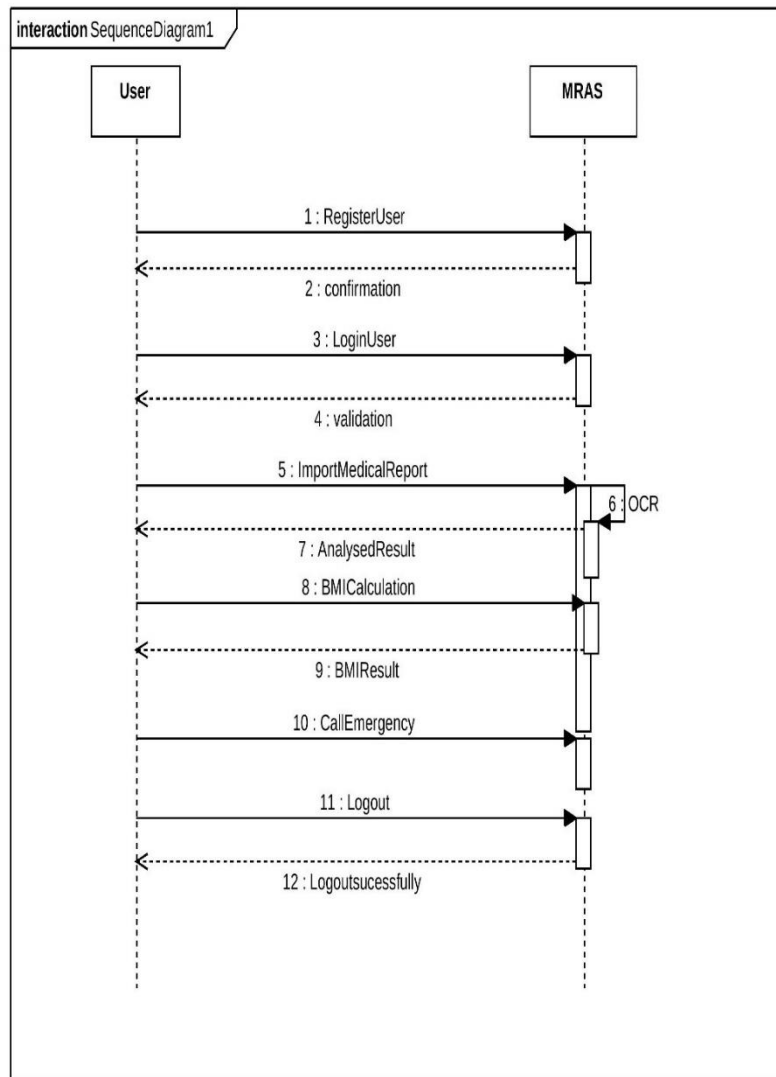 interaction SequenceDiagram1
User
MRAS
1 : RegisterUser
2 : confirmation
3 : LoginUser
4 : validation
5 : ImportMedicalReport
6 : OCR
7 : AnalysedResult
8 : BMICalculation
9 : BMIResult
10 : CallEmergency
11 : Logout
12 : Logoutsucessfully